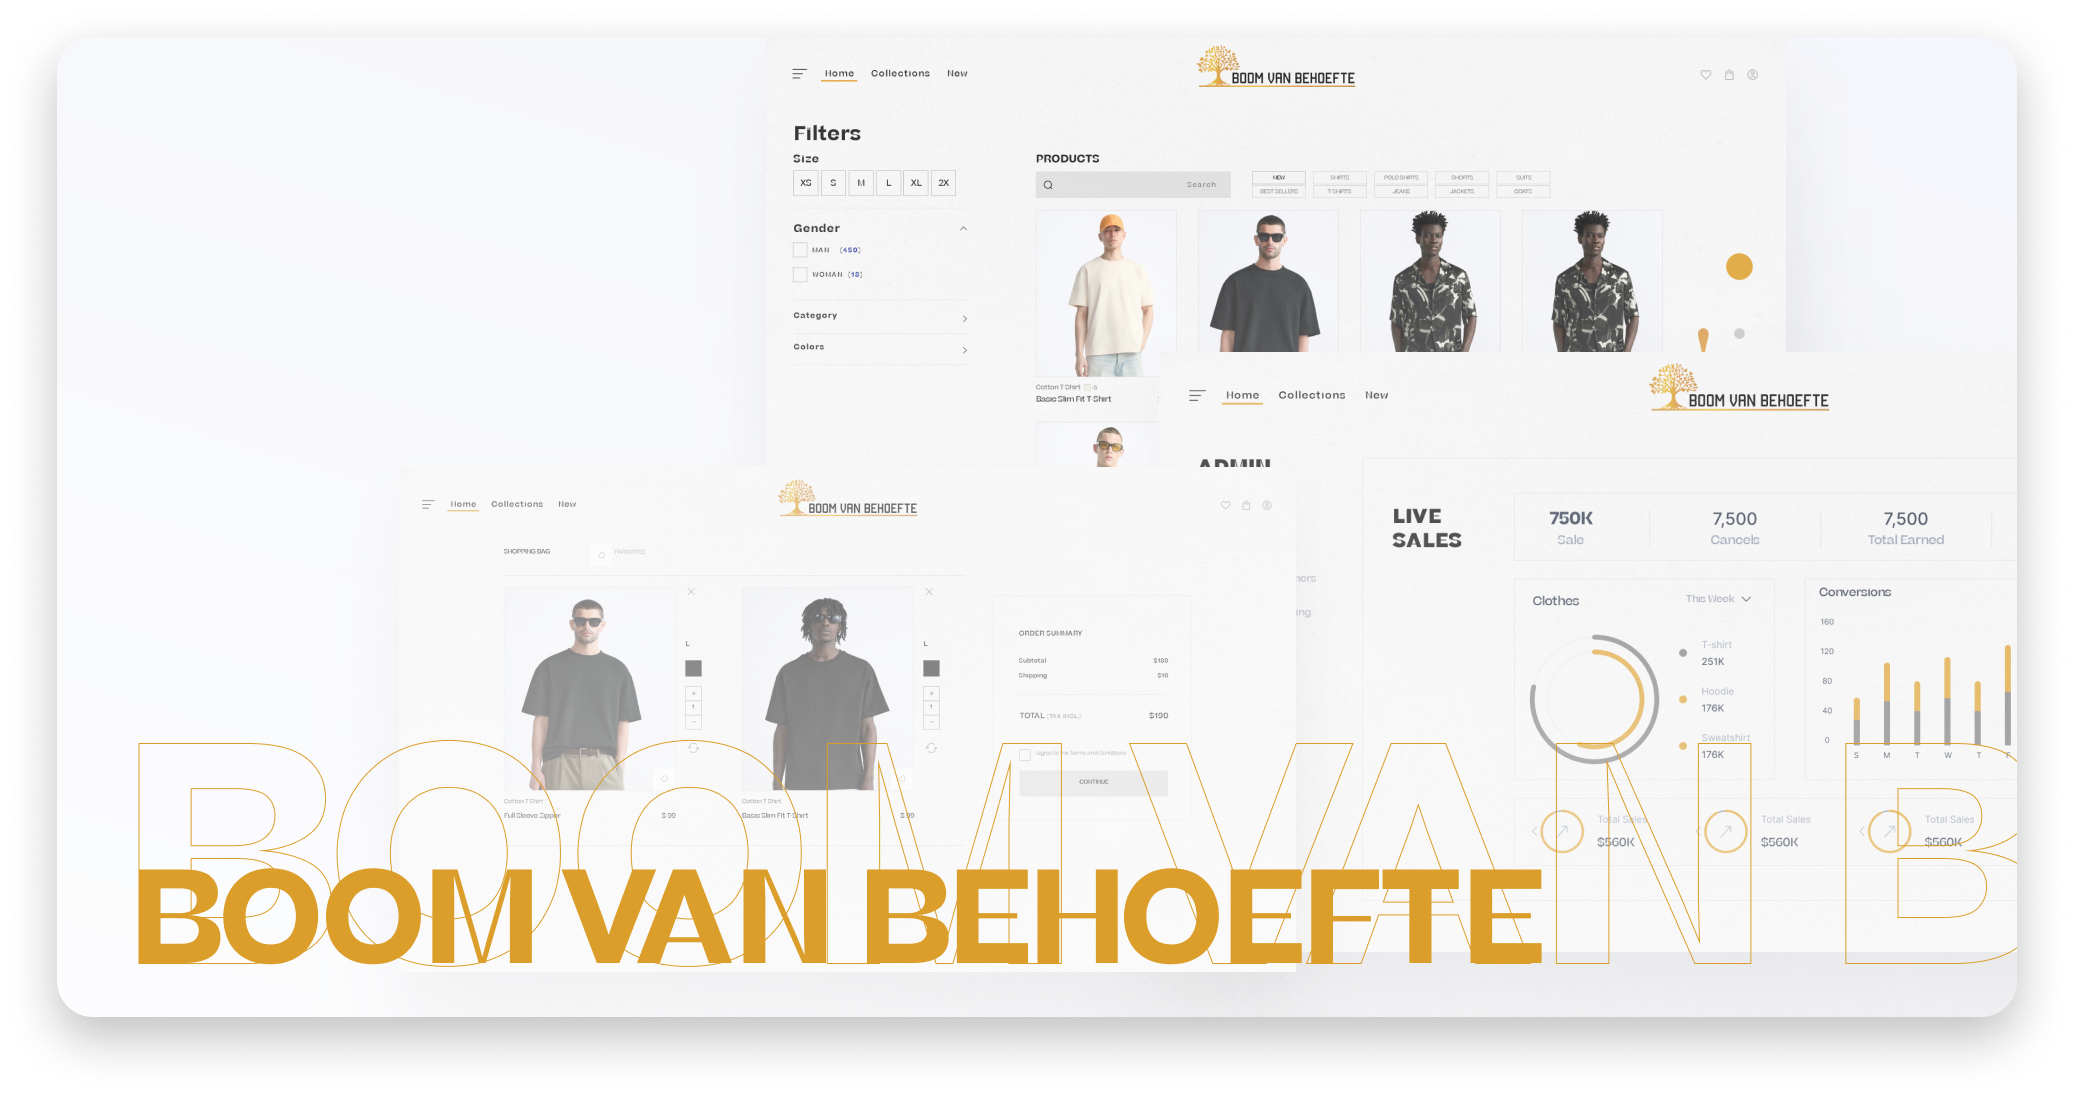 Home Collections New
BOOM VAN BEHOEFTE
Filters
Size
XS S M L XL 2X
Gender
MAN (450)
WOMAN (18)
Category
Colors
PRODUCTS
Search
NEW SHIRTS POLO SHIRTS SHORTS SUITS
BEST SELLERS T-SHIRTS JEANS JACKETS COATS
Cotton T Shirt
Basic Slim Fit T-Shirt
Home Collections New
BOOM VAN BEHOEFTE
ADMIN
LIVE
SALES
750K
Sale
7,500
Cancels
7,500
Total Earned
Clothes
This Week
T-shirt
251K
Hoodie
176K
Sweatshirt
176K
Conversions
160
120
80
40
0
S M T W T F
Total Sales
$560K
Total Sales
$560K
Total Sales
$560K
Home Collections New
BOOM VAN BEHOEFTE
SHOPPING BAG
FAVOURITES
L
+
1
−
Cotton T Shirt
Full Sleeve Zipper $ 99
L
+
1
−
Cotton T Shirt
Basic Slim Fit T Shirt $ 99
ORDER SUMMARY
Subtotal $180
Shipping $10
TOTAL (TAX INCL.) $190
I agree to the Terms and Conditions
CONTINUE
BOOM VAN B
BOOM VAN BEHOEFTE